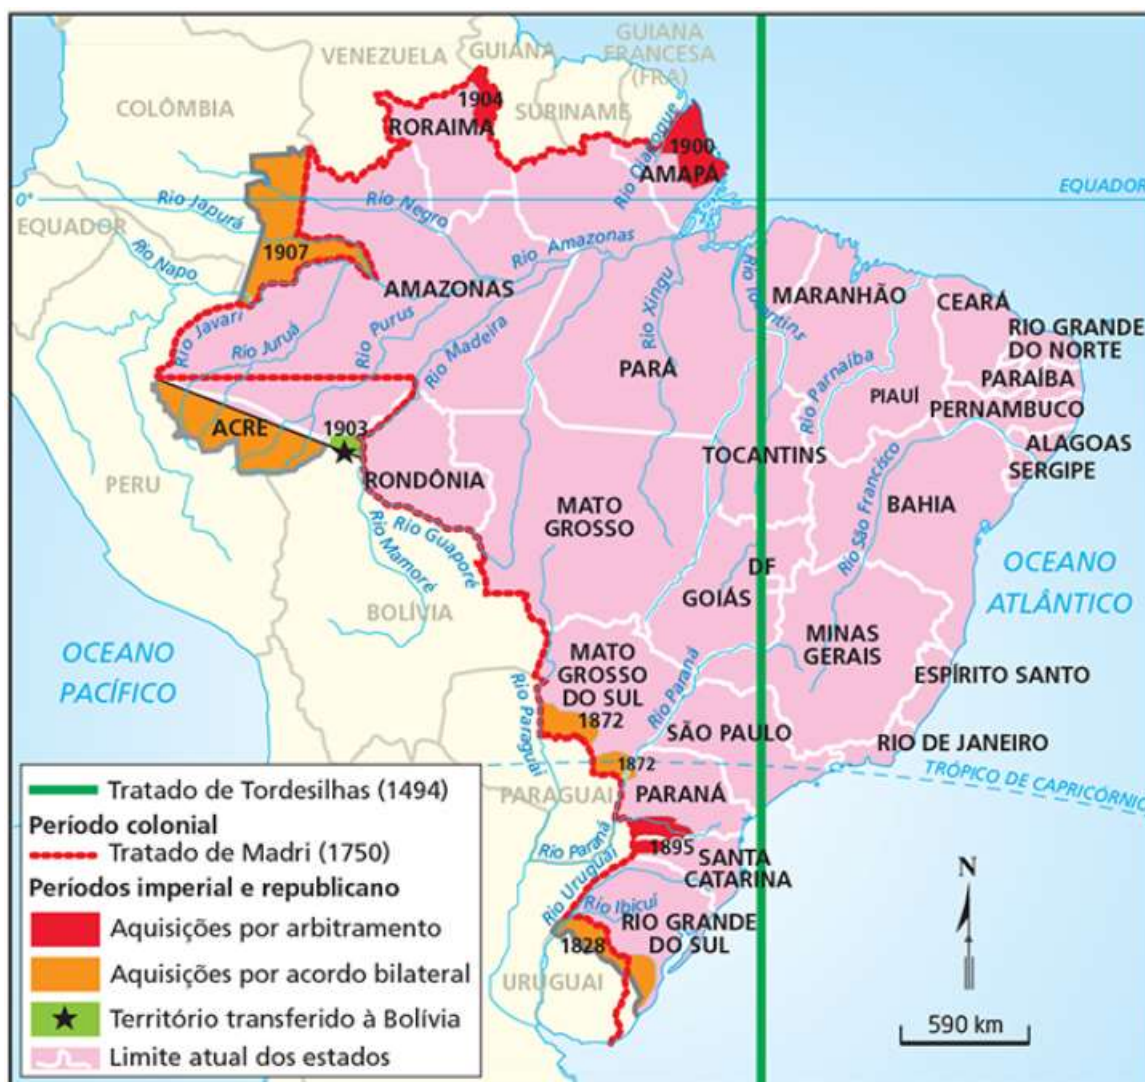 VENEZUELA
GUIANA
GUIANA
FRANCESA
(FRA)
COLÔMBIA
SURINAME
1904
RORAIMA
1900
AMAPÁ
Rio Oiapoque
EQUADOR
0°
EQUADOR
Rio Japurá
Rio Negro
Rio Napo
1907
Rio Amazonas
AMAZONAS
Rio Xingu
Rio Tocantins
MARANHÃO
CEARÁ
RIO GRANDE
DO NORTE
PARAÍBA
PERNAMBUCO
ALAGOAS
SERGIPE
Rio Javari
Rio Juruá
Rio Purus
Rio Madeira
PARÁ
Rio Parnaíba
PIAUÍ
ACRE
1903
RONDÔNIA
PERU
TOCANTINS
BAHIA
Rio São Francisco
MATO
GROSSO
Rio Guaporé
Rio Mamoré
BOLÍVIA
DF
GOIÁS
OCEANO
ATLÂNTICO
OCEANO
PACÍFICO
MINAS
GERAIS
ESPÍRITO SANTO
MATO
GROSSO
DO SUL
1872
Rio Paraná
Rio Paraguai
SÃO PAULO
RIO DE JANEIRO
TRÓPICO DE CAPRICÓRNIO
1872
PARAGUAI
PARANÁ
Rio Paraná
1895
SANTA
CATARINA
Rio Uruguai
Rio Ibicuí
RIO GRANDE
DO SUL
1828
URUGUAI
N
590 km
Tratado de Tordesilhas (1494)
Período colonial
Tratado de Madri (1750)
Períodos imperial e republicano
Aquisições por arbitramento
Aquisições por acordo bilateral
Território transferido à Bolívia
Limite atual dos estados